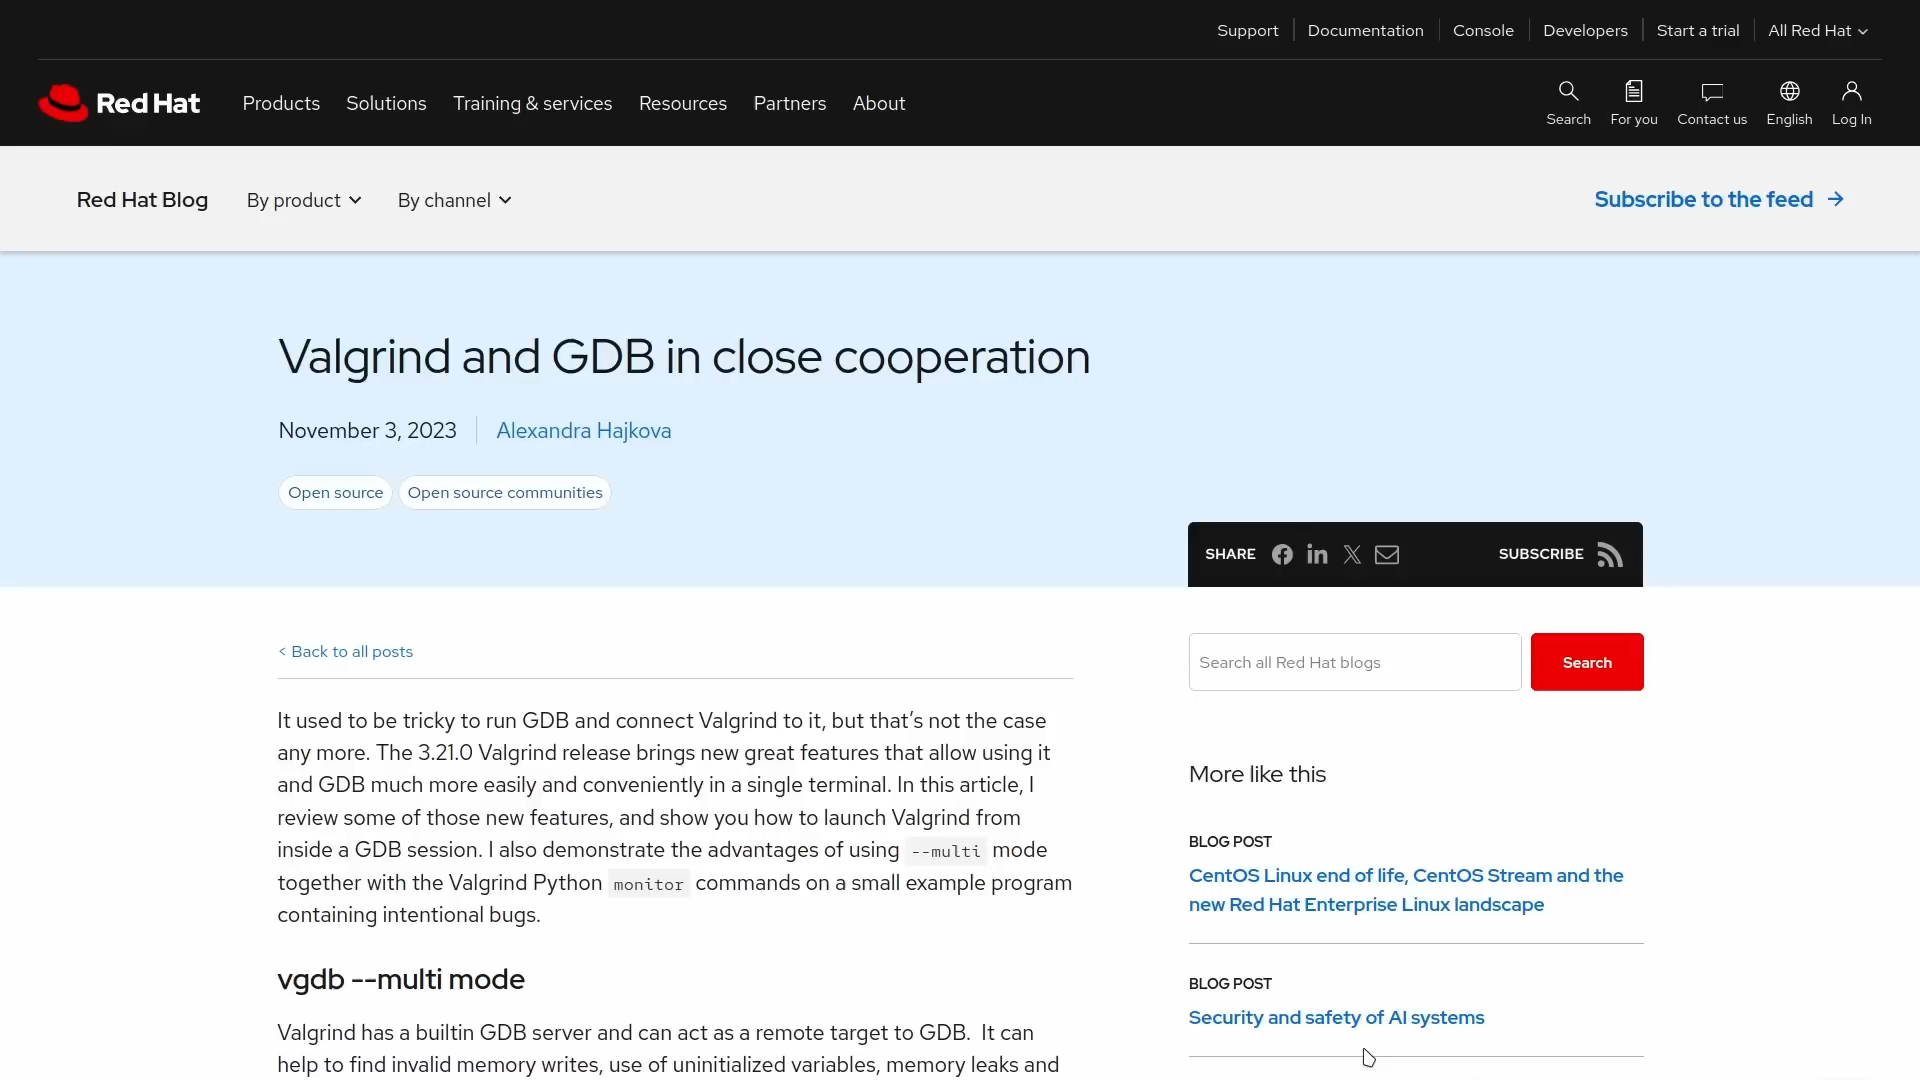 Support
Documentation
Console
Developers
Start a trial
All Red Hat
Red Hat
Products
Solutions
Training & services
Resources
Partners
About
Search
For you
Contact us
English
Log In
Red Hat Blog
By product
By channel
Subscribe to the feed
Valgrind and GDB in close cooperation
November 3, 2023
Alexandra Hajkova
Open source
Open source communities
SHARE
SUBSCRIBE
< Back to all posts
It used to be tricky to run GDB and connect Valgrind to it, but that’s not the case
any more. The 3.21.0 Valgrind release brings new great features that allow using it
and GDB much more easily and conveniently in a single terminal. In this article, I
review some of those new features, and show you how to launch Valgrind from
inside a GDB session. I also demonstrate the advantages of using --multi mode
together with the Valgrind Python monitor commands on a small example program
containing intentional bugs.
vgdb --multi mode
Valgrind has a builtin GDB server and can act as a remote target to GDB. It can
help to find invalid memory writes, use of uninitialized variables, memory leaks and
Search all Red Hat blogs
Search
More like this
BLOG POST
CentOS Linux end of life, CentOS Stream and the
new Red Hat Enterprise Linux landscape
BLOG POST
Security and safety of AI systems